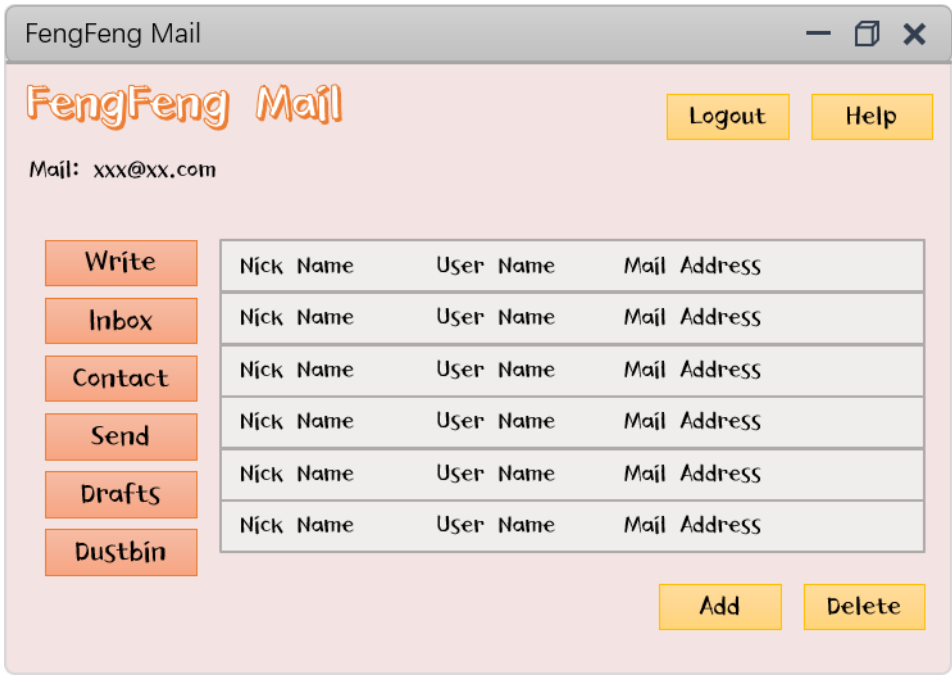 FengFeng Mail
FengFeng Mail
Logout Help
Mail: xxx@xx.com
Write
Inbox
Contact
Send
Drafts
Dustbin
Nick Name User Name Mail Address
Nick Name User Name Mail Address
Nick Name User Name Mail Address
Nick Name User Name Mail Address
Nick Name User Name Mail Address
Nick Name User Name Mail Address
Add Delete